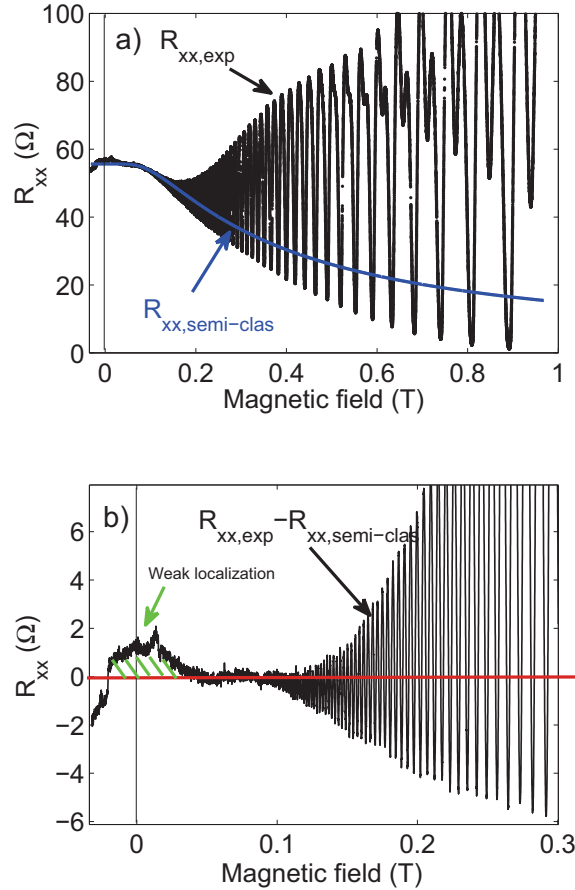 a)
R_xx,exp
R_xx,semi-clas
R_xx (Ω)
100
80
60
40
20
0
0 0.2 0.4 0.6 0.8 1
Magnetic field (T)
b)
R_xx,exp−R_xx,semi-clas
Weak localization
R_xx (Ω)
6
4
2
0
−2
−4
−6
0 0.1 0.2 0.3
Magnetic field (T)